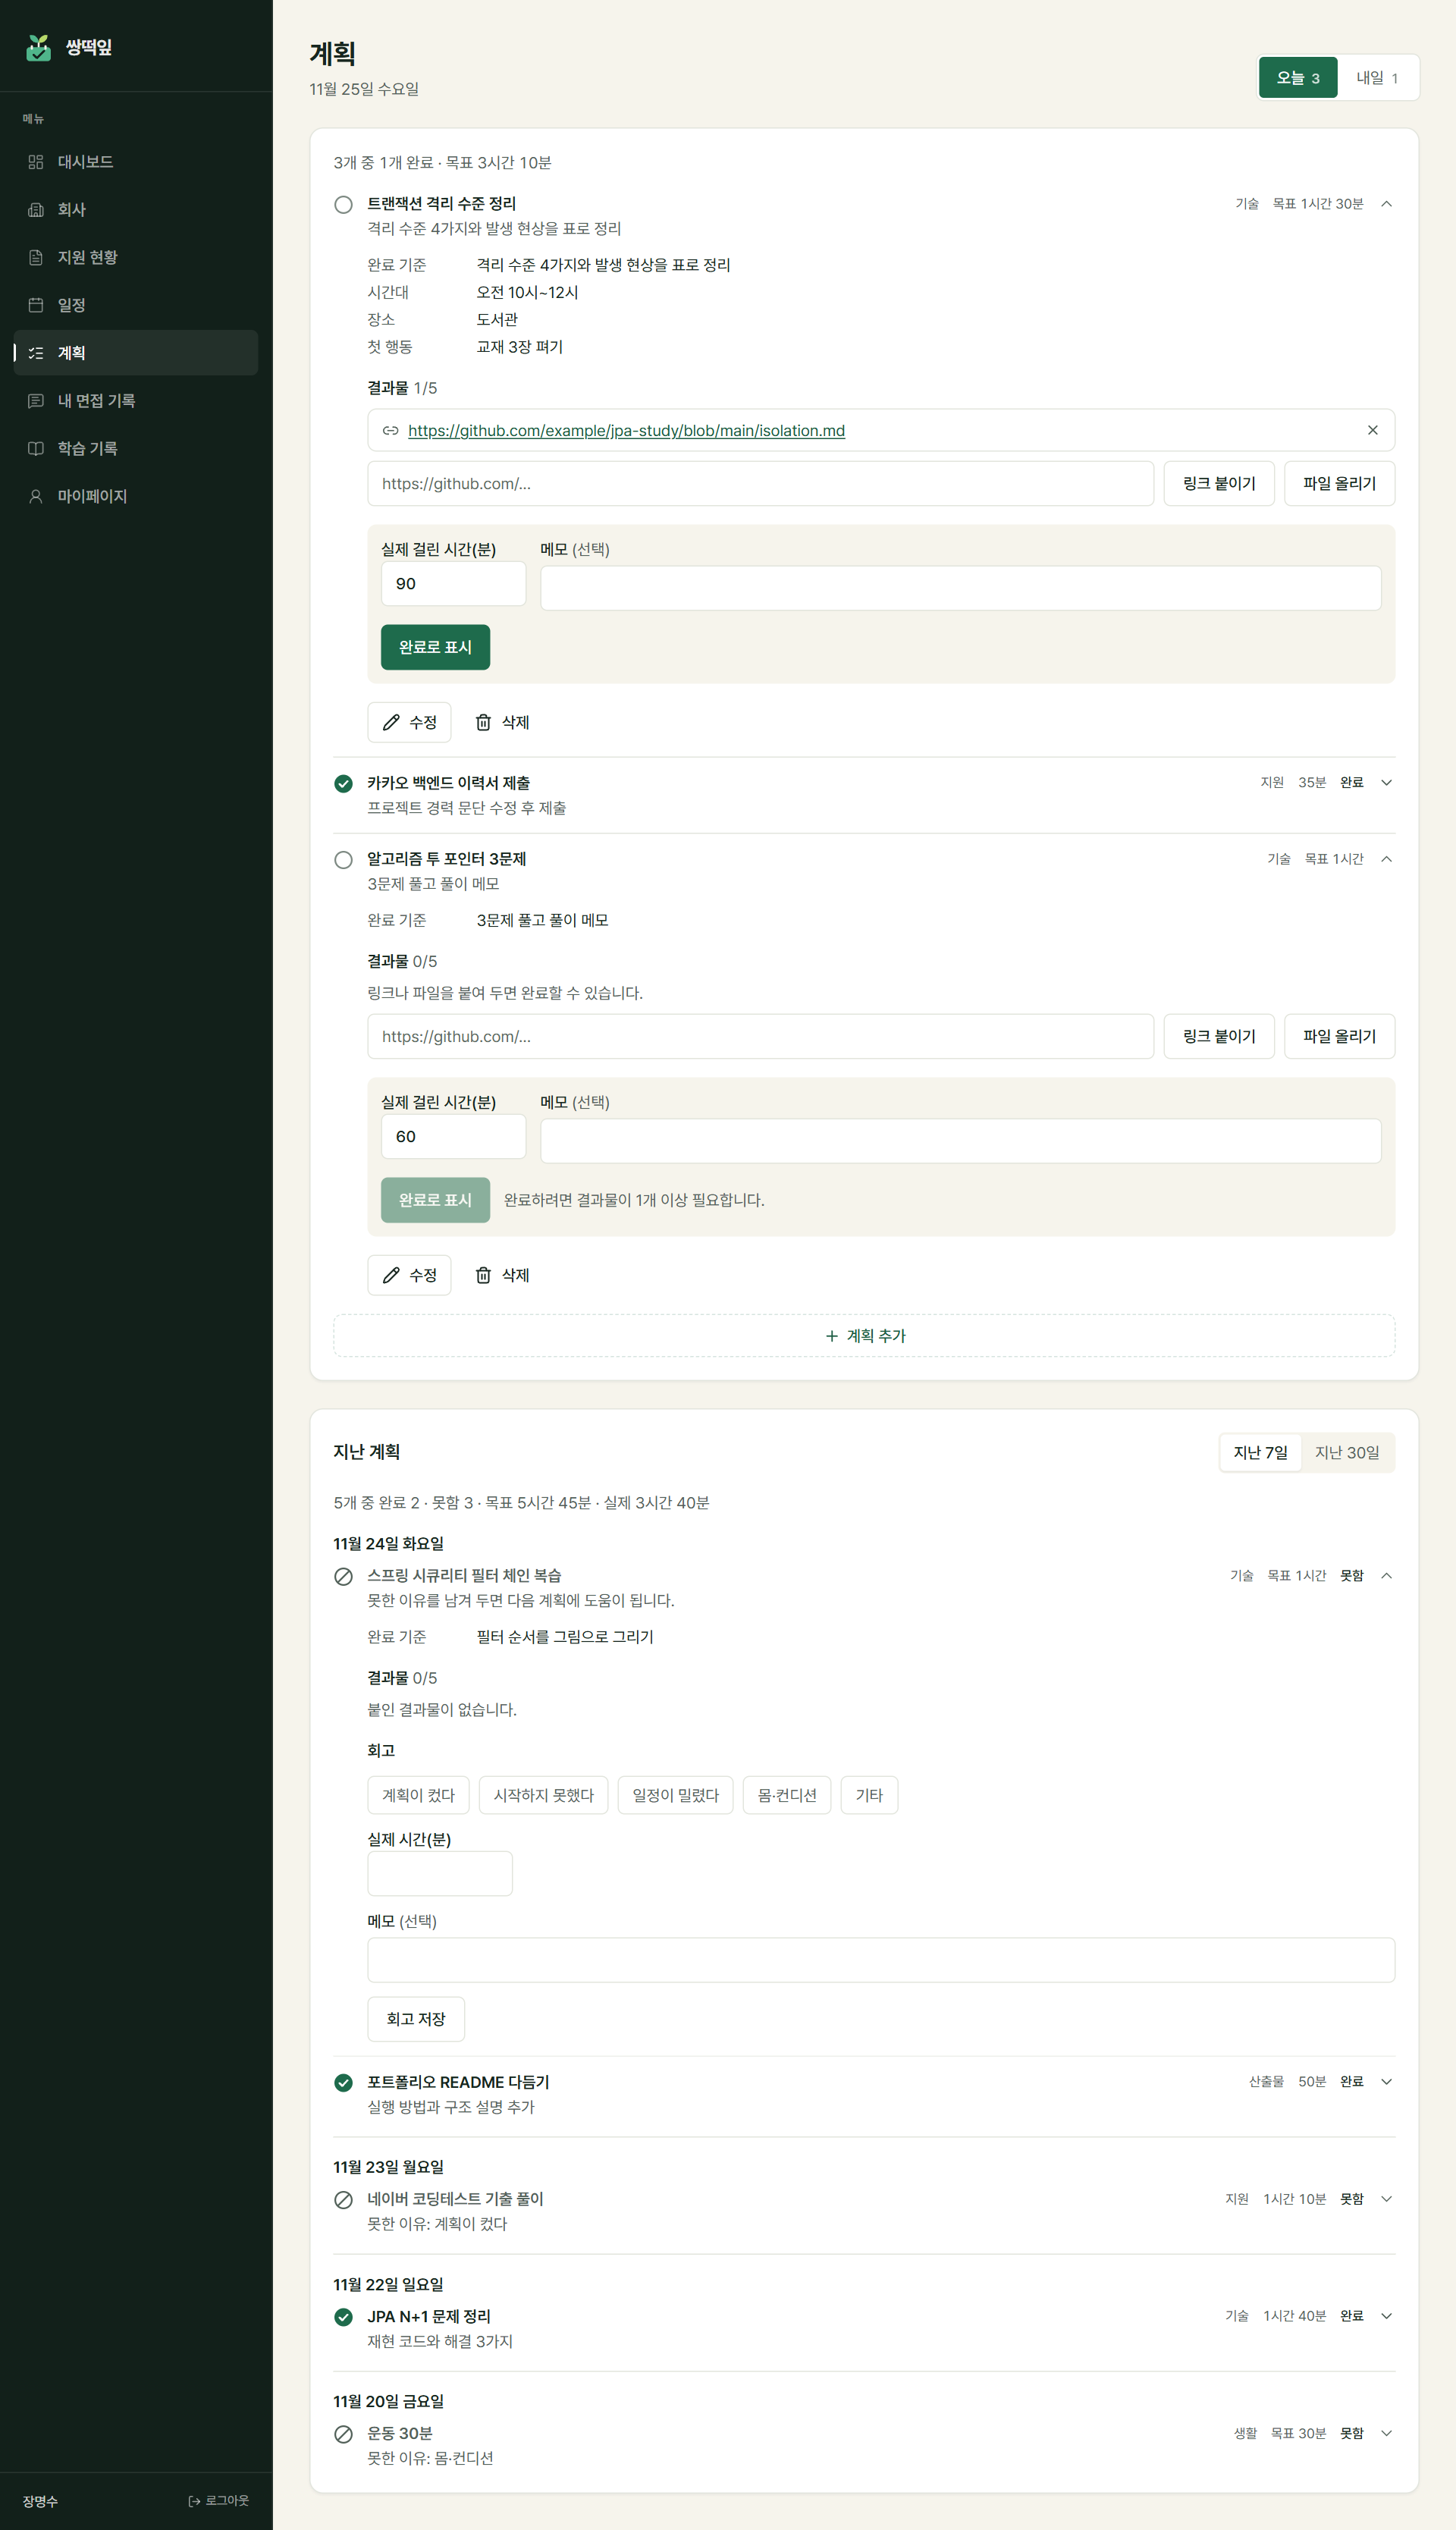 쌍떡잎
메뉴
대시보드
회사
지원 현황
일정
계획
내 면접 기록
학습 기록
마이페이지
장명수
로그아웃
계획
11월 25일 수요일
오늘 3 내일 1
3개 중 1개 완료 · 목표 3시간 10분
트랜잭션 격리 수준 정리 기술 목표 1시간 30분
격리 수준 4가지와 발생 현상을 표로 정리
완료 기준 격리 수준 4가지와 발생 현상을 표로 정리
시간대 오전 10시~12시
장소 도서관
첫 행동 교재 3장 펴기
결과물 1/5
https://github.com/example/jpa-study/blob/main/isolation.md
https://github.com/... 링크 붙이기 파일 올리기
실제 걸린 시간(분) 메모 (선택)
90
완료로 표시
수정 삭제
카카오 백엔드 이력서 제출 지원 35분 완료
프로젝트 경력 문단 수정 후 제출
알고리즘 투 포인터 3문제 기술 목표 1시간
3문제 풀고 풀이 메모
완료 기준 3문제 풀고 풀이 메모
결과물 0/5
링크나 파일을 붙여 두면 완료할 수 있습니다.
https://github.com/... 링크 붙이기 파일 올리기
실제 걸린 시간(분) 메모 (선택)
60
완료로 표시 완료하려면 결과물이 1개 이상 필요합니다.
수정 삭제
+ 계획 추가
지난 계획 지난 7일 지난 30일
5개 중 완료 2 · 못함 3 · 목표 5시간 45분 · 실제 3시간 40분
11월 24일 화요일
스프링 시큐리티 필터 체인 복습 기술 목표 1시간 못함
못한 이유를 남겨 두면 다음 계획에 도움이 됩니다.
완료 기준 필터 순서를 그림으로 그리기
결과물 0/5
붙인 결과물이 없습니다.
회고
계획이 컸다 시작하지 못했다 일정이 밀렸다 몸·컨디션 기타
실제 시간(분)
메모 (선택)
회고 저장
포트폴리오 README 다듬기 산출물 50분 완료
실행 방법과 구조 설명 추가
11월 23일 월요일
네이버 코딩테스트 기출 풀이 지원 1시간 10분 못함
못한 이유: 계획이 컸다
11월 22일 일요일
JPA N+1 문제 정리 기술 1시간 40분 완료
재현 코드와 해결 3가지
11월 20일 금요일
운동 30분 생활 목표 30분 못함
못한 이유: 몸·컨디션